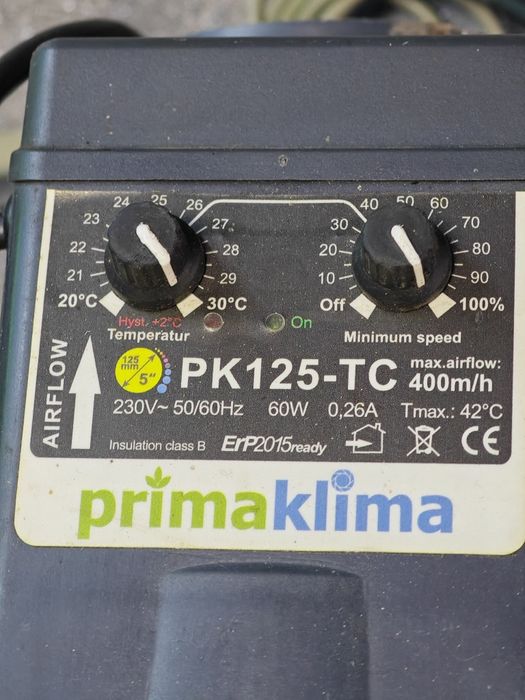 24 25 26
23 27
22 28
21 29
20°C 30°C
Hyst. +2°C
Temperatur
40 50 60
30 70
20 80
10 90
Off 100%
On
Minimum speed
AIRFLOW
125
mm
5"
PK125-TC
max.airflow:
400m/h
230V~ 50/60Hz 60W 0,26A Tmax.: 42°C
Insulation class B ErP2015ready CE
primaklima